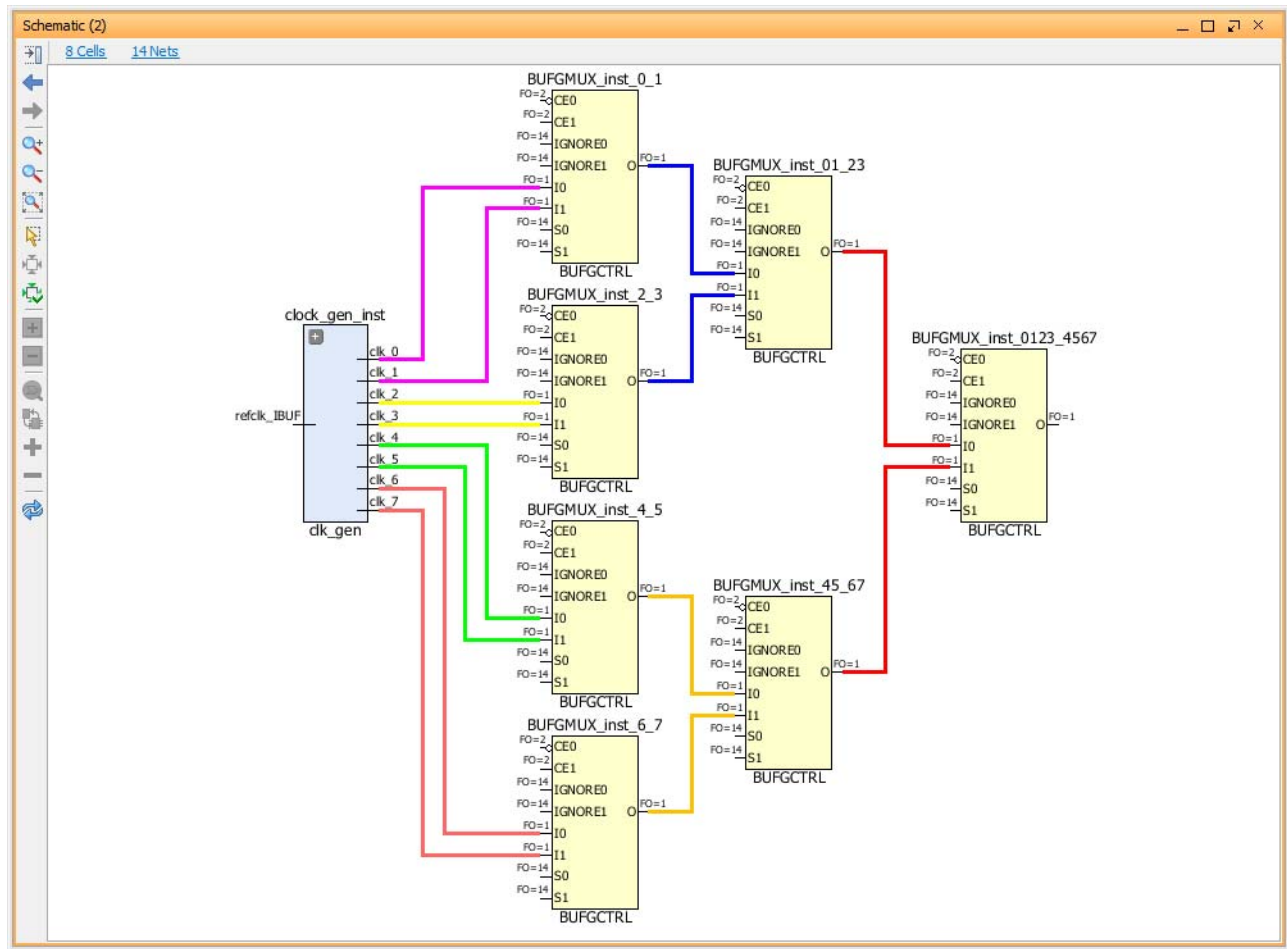 Schematic (2)
8 Cells
14 Nets
clock_gen_inst
refclk_IBUF
clk_0
clk_1
clk_2
clk_3
clk_4
clk_5
clk_6
clk_7
clk_gen
BUFGMUX_inst_0_1
FO=2 CE0
FO=2 CE1
FO=14 IGNORE0
FO=14 IGNORE1 O FO=1
FO=1 I0
FO=1 I1
FO=14 S0
FO=14 S1
BUFGCTRL
BUFGMUX_inst_2_3
FO=2 CE0
FO=2 CE1
FO=14 IGNORE0
FO=14 IGNORE1 O FO=1
FO=1 I0
FO=1 I1
FO=14 S0
FO=14 S1
BUFGCTRL
BUFGMUX_inst_4_5
FO=2 CE0
FO=2 CE1
FO=14 IGNORE0
FO=14 IGNORE1 O FO=1
FO=1 I0
FO=1 I1
FO=14 S0
FO=14 S1
BUFGCTRL
BUFGMUX_inst_6_7
FO=2 CE0
FO=2 CE1
FO=14 IGNORE0
FO=14 IGNORE1 O FO=1
FO=1 I0
FO=1 I1
FO=14 S0
FO=14 S1
BUFGCTRL
BUFGMUX_inst_01_23
FO=2 CE0
FO=2 CE1
FO=14 IGNORE0
FO=14 IGNORE1 O FO=1
FO=1 I0
FO=1 I1
FO=14 S0
FO=14 S1
BUFGCTRL
BUFGMUX_inst_45_67
FO=2 CE0
FO=2 CE1
FO=14 IGNORE0
FO=14 IGNORE1 O FO=1
FO=1 I0
FO=1 I1
FO=14 S0
FO=14 S1
BUFGCTRL
BUFGMUX_inst_0123_4567
FO=2 CE0
FO=2 CE1
FO=14 IGNORE0
FO=14 IGNORE1 O FO=1
FO=1 I0
FO=1 I1
FO=14 S0
FO=14 S1
BUFGCTRL